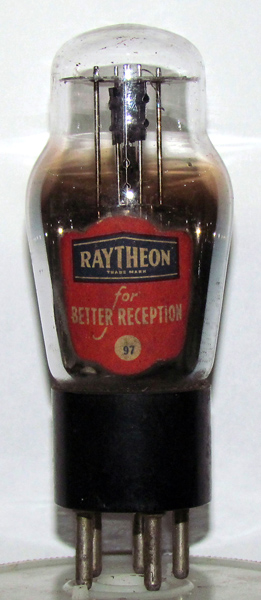 RAYTHEON
TRADE MARK
for
BETTER RECEPTION
97